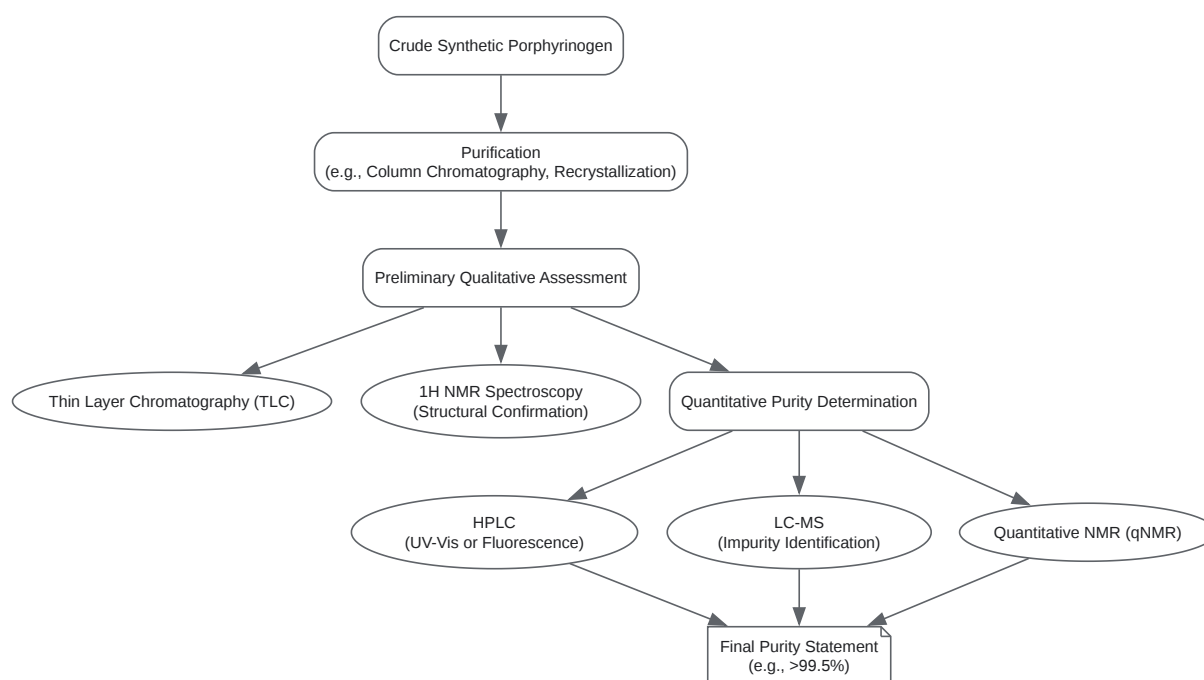 Crude Synthetic Porphyrinogen
Purification
(e.g., Column Chromatography, Recrystallization)
Preliminary Qualitative Assessment
Thin Layer Chromatography (TLC)
1H NMR Spectroscopy
(Structural Confirmation)
Quantitative Purity Determination
HPLC
(UV-Vis or Fluorescence)
LC-MS
(Impurity Identification)
Quantitative NMR (qNMR)
Final Purity Statement
(e.g., >99.5%)